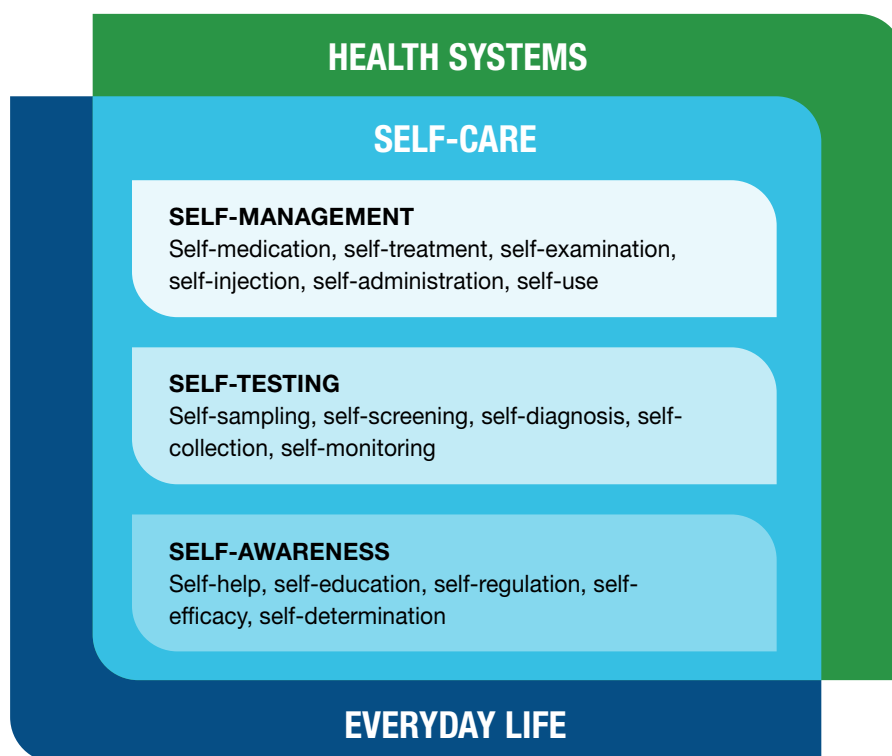 HEALTH SYSTEMS
SELF-CARE
SELF-MANAGEMENT
Self-medication, self-treatment, self-examination,
self-injection, self-administration, self-use
SELF-TESTING
Self-sampling, self-screening, self-diagnosis, self-
collection, self-monitoring
SELF-AWARENESS
Self-help, self-education, self-regulation, self-
efficacy, self-determination
EVERYDAY LIFE